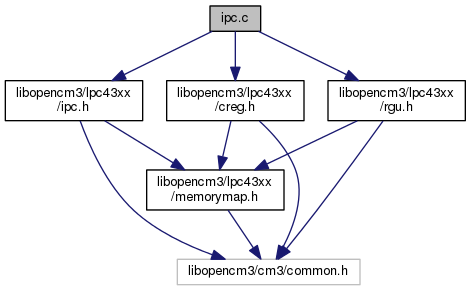 ipc.c
libopencm3/lpc43xx
/ipc.h
libopencm3/lpc43xx
/creg.h
libopencm3/lpc43xx
/rgu.h
libopencm3/lpc43xx
/memorymap.h
libopencm3/cm3/common.h